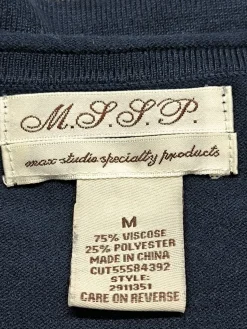 M.S.S.P.
max studio specialty products
M
75% VISCOSE
25% POLYESTER
MADE IN CHINA
CUT55584392
STYLE:
2911351
CARE ON REVERSE